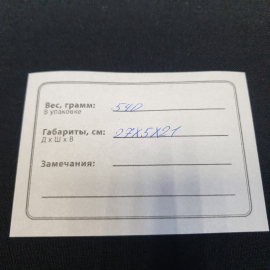 Вес, грамм: 540
В упаковке
Габариты, см: 27х5х21
Д х Ш х В
Замечания: